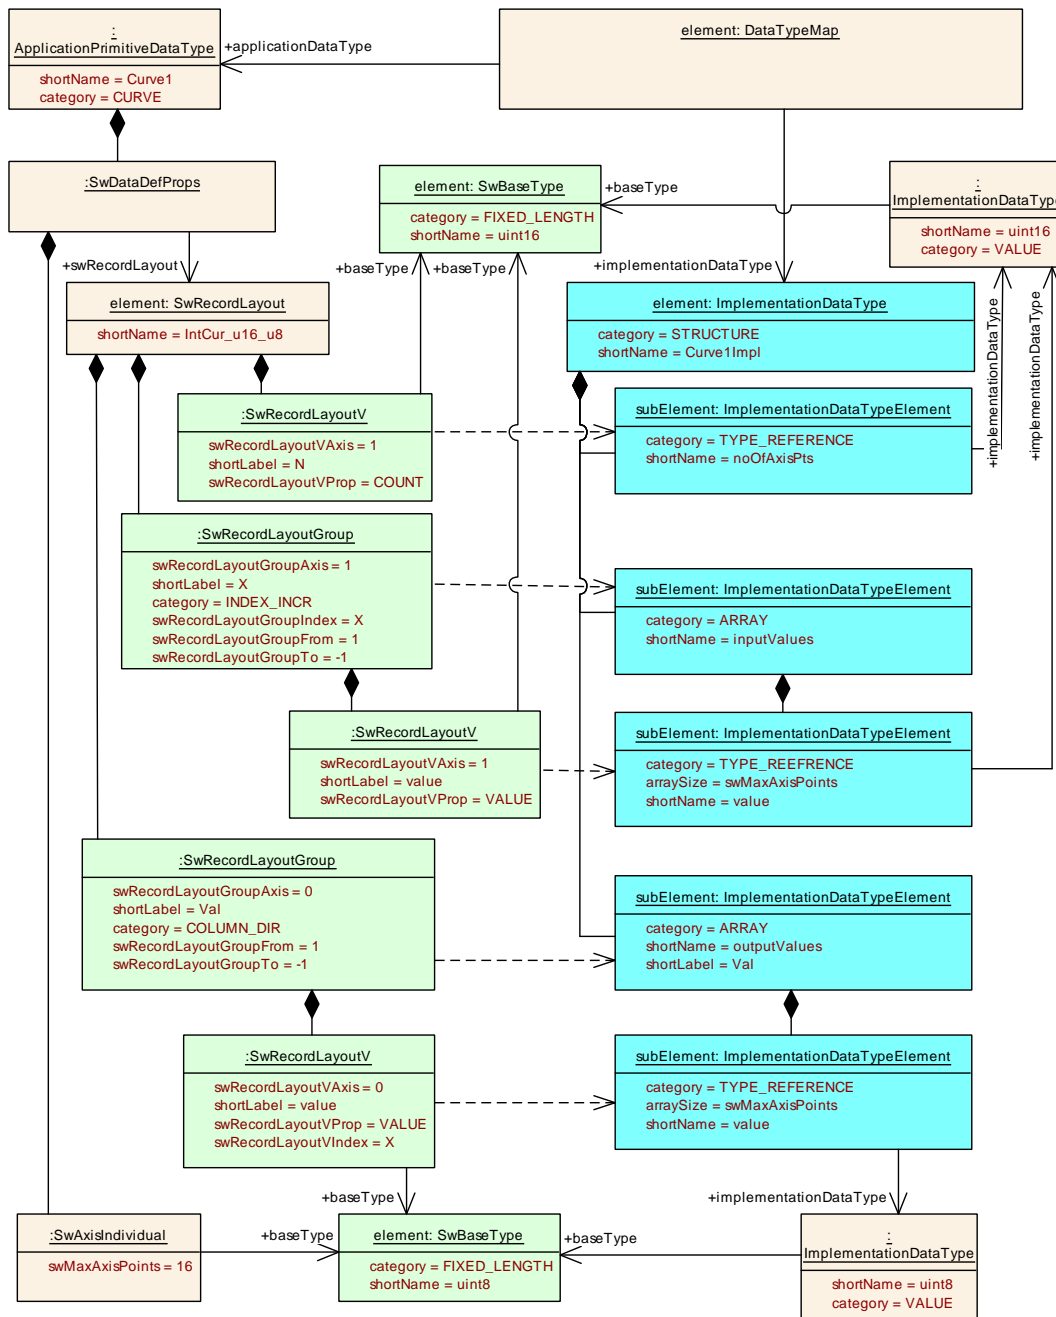 :
ApplicationPrimitiveDataType
shortName = Curve1
category = CURVE
+applicationDataType
element: DataTypeMap
:SwDataDefProps
element: SwBaseType
category = FIXED_LENGTH
shortName = uint16
+baseType
:
ImplementationDataType
shortName = uint16
category = VALUE
+swRecordLayout
+baseType
+baseType
+implementationDataType
element: SwRecordLayout
shortName = IntCur_u16_u8
element: ImplementationDataType
category = STRUCTURE
shortName = Curve1Impl
+implementationDataType
+implementationDataType
:SwRecordLayoutV
swRecordLayoutVAxis = 1
shortLabel = N
swRecordLayoutVProp = COUNT
subElement: ImplementationDataTypeElement
category = TYPE_REFERENCE
shortName = noOfAxisPts
:SwRecordLayoutGroup
swRecordLayoutGroupAxis = 1
shortLabel = X
category = INDEX_INCR
swRecordLayoutGroupIndex = X
swRecordLayoutGroupFrom = 1
swRecordLayoutGroupTo = -1
subElement: ImplementationDataTypeElement
category = ARRAY
shortName = inputValues
:SwRecordLayoutV
swRecordLayoutVAxis = 1
shortLabel = value
swRecordLayoutVProp = VALUE
subElement: ImplementationDataTypeElement
category = TYPE_REEFRENCE
arraySize = swMaxAxisPoints
shortName = value
:SwRecordLayoutGroup
swRecordLayoutGroupAxis = 0
shortLabel = Val
category = COLUMN_DIR
swRecordLayoutGroupFrom = 1
swRecordLayoutGroupTo = -1
subElement: ImplementationDataTypeElement
category = ARRAY
shortName = outputValues
shortLabel = Val
:SwRecordLayoutV
swRecordLayoutVAxis = 0
shortLabel = value
swRecordLayoutVProp = VALUE
swRecordLayoutVIndex = X
subElement: ImplementationDataTypeElement
category = TYPE_REFERENCE
arraySize = swMaxAxisPoints
shortName = value
+baseType
+implementationDataType
:SwAxisIndividual
swMaxAxisPoints = 16
+baseType
element: SwBaseType
category = FIXED_LENGTH
shortName = uint8
+baseType
:
ImplementationDataType
shortName = uint8
category = VALUE